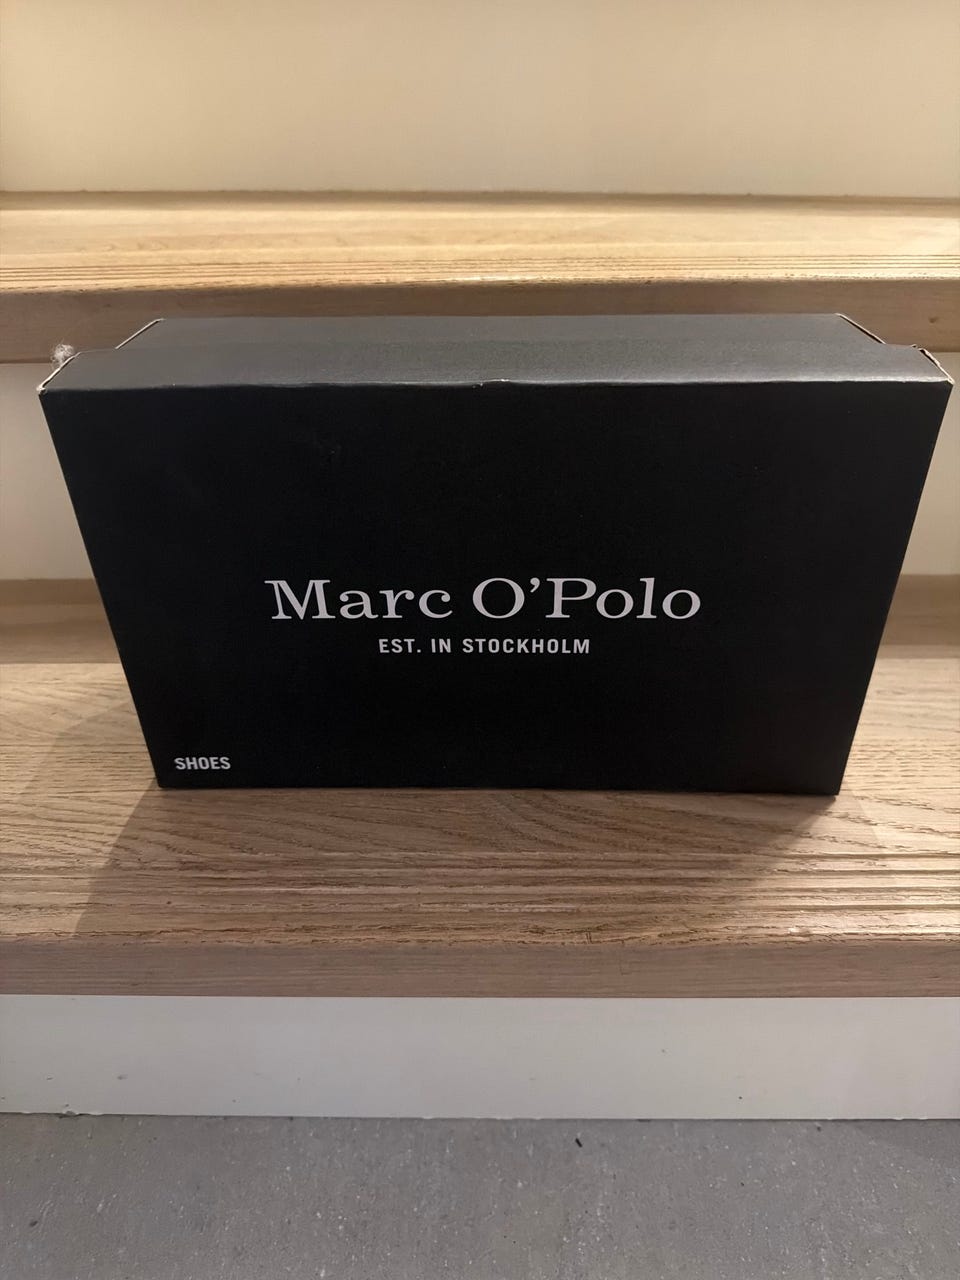 Marc O’Polo
EST. IN STOCKHOLM
SHOES